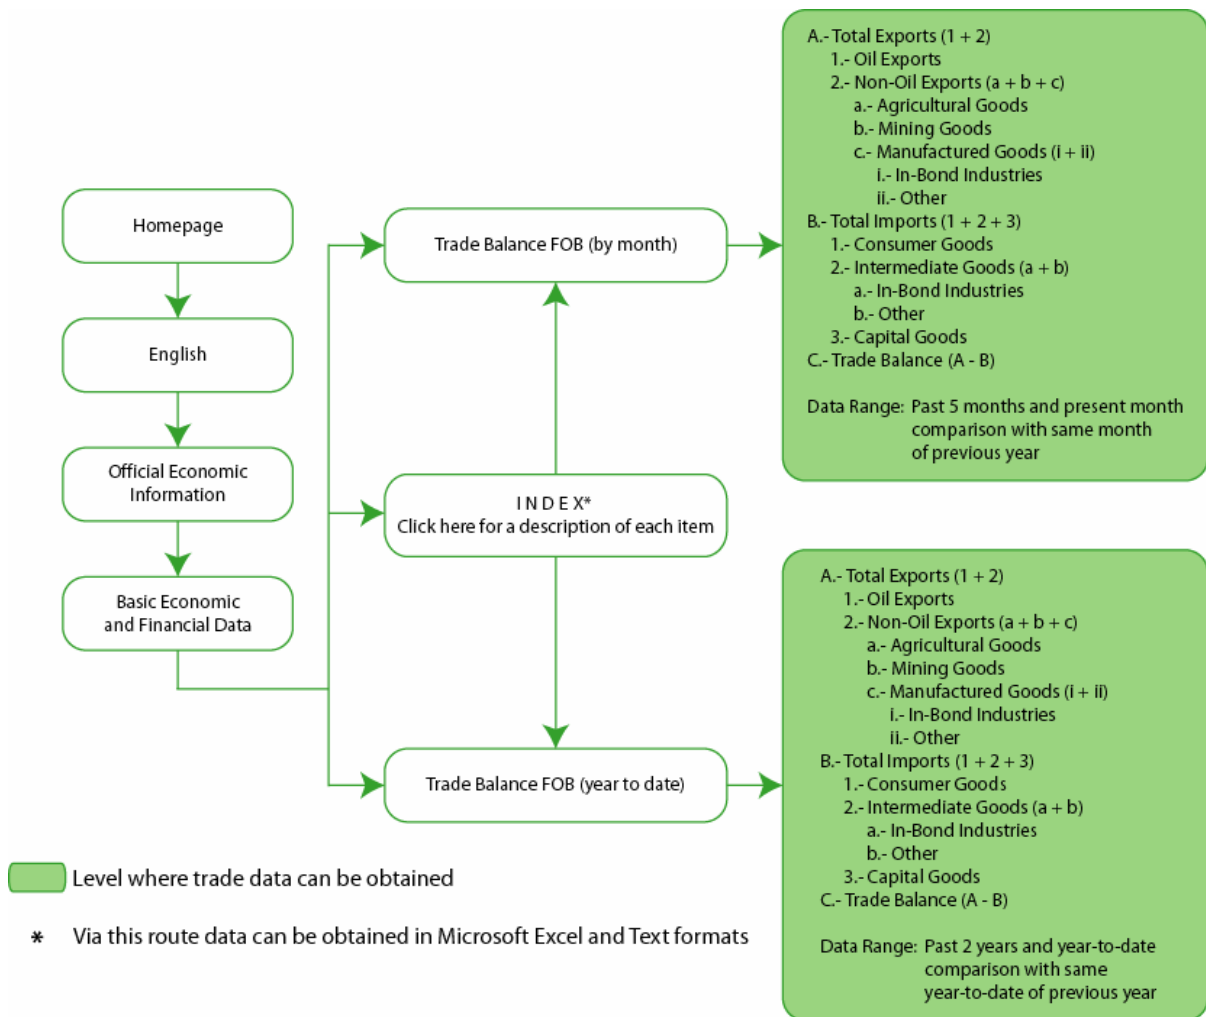 Homepage
English
Official Economic
Information
Basic Economic
and Financial Data
Trade Balance FOB (by month)
I N D E X*
Click here for a description of each item
Trade Balance FOB (year to date)
A.- Total Exports (1 + 2)
1.- Oil Exports
2.- Non-Oil Exports (a + b + c)
a.- Agricultural Goods
b.- Mining Goods
c.- Manufactured Goods (i + ii)
i.- In-Bond Industries
ii.- Other
B.- Total Imports (1 + 2 + 3)
1.- Consumer Goods
2.- Intermediate Goods (a + b)
a.- In-Bond Industries
b.- Other
3.- Capital Goods
C.- Trade Balance (A - B)
Data Range: Past 5 months and present month
comparison with same month
of previous year
A.- Total Exports (1 + 2)
1.- Oil Exports
2.- Non-Oil Exports (a + b + c)
a.- Agricultural Goods
b.- Mining Goods
c.- Manufactured Goods (i + ii)
i.- In-Bond Industries
ii.- Other
B.- Total Imports (1 + 2 + 3)
1.- Consumer Goods
2.- Intermediate Goods (a + b)
a.- In-Bond Industries
b.- Other
3.- Capital Goods
C.- Trade Balance (A - B)
Data Range: Past 2 years and year-to-date
comparison with same
year-to-date of previous year
Level where trade data can be obtained
* Via this route data can be obtained in Microsoft Excel and Text formats